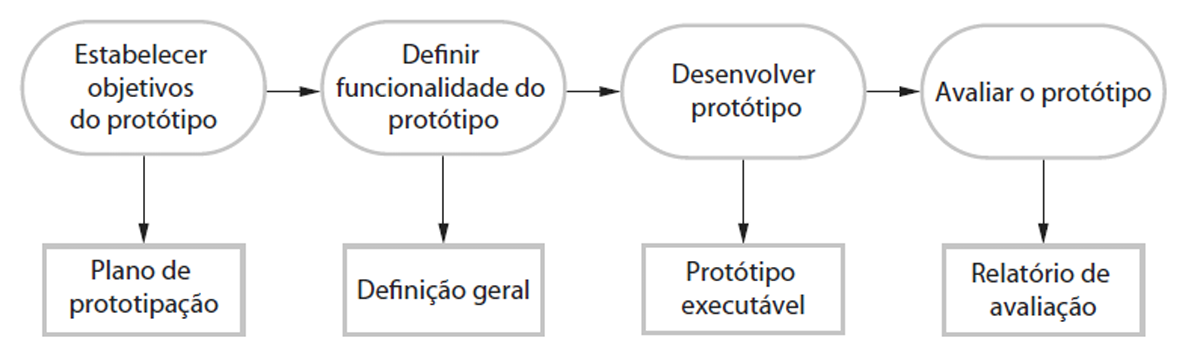 Estabelecer
objetivos
do protótipo
Definir
funcionalidade do
protótipo
Desenvolver
protótipo
Avaliar o protótipo
Plano de
prototipação
Definição geral
Protótipo
executável
Relatório de
avaliação